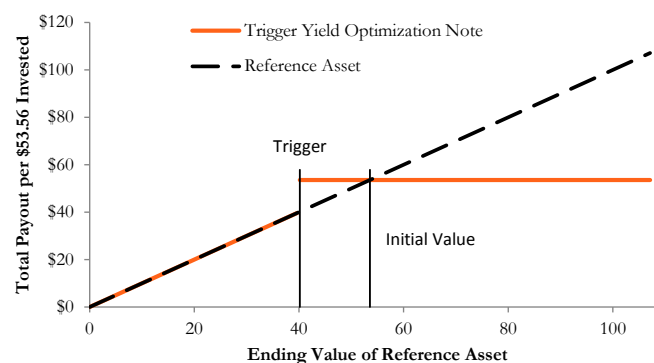 Total Payout per $53.56 Invested
$120
$100
$80
$60
$40
$20
$0
Trigger Yield Optimization Note
Reference Asset
Trigger
Initial Value
0
20
40
60
80
100
Ending Value of Reference Asset